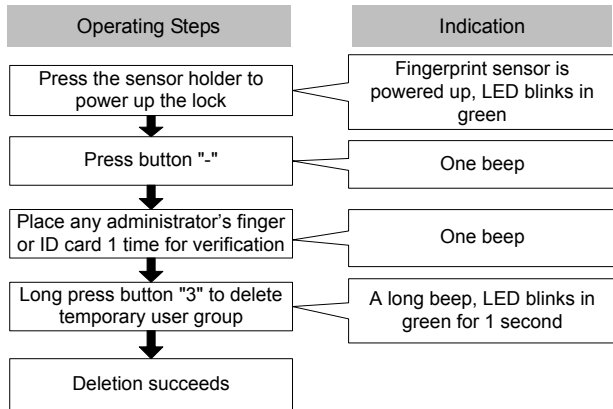 Operating Steps
Indication
Press the sensor holder to
power up the lock
Fingerprint sensor is
powered up, LED blinks in
green
Press button "-"
One beep
Place any administrator's finger
or ID card 1 time for verification
One beep
Long press button "3" to delete
temporary user group
A long beep, LED blinks in
green for 1 second
Deletion succeeds